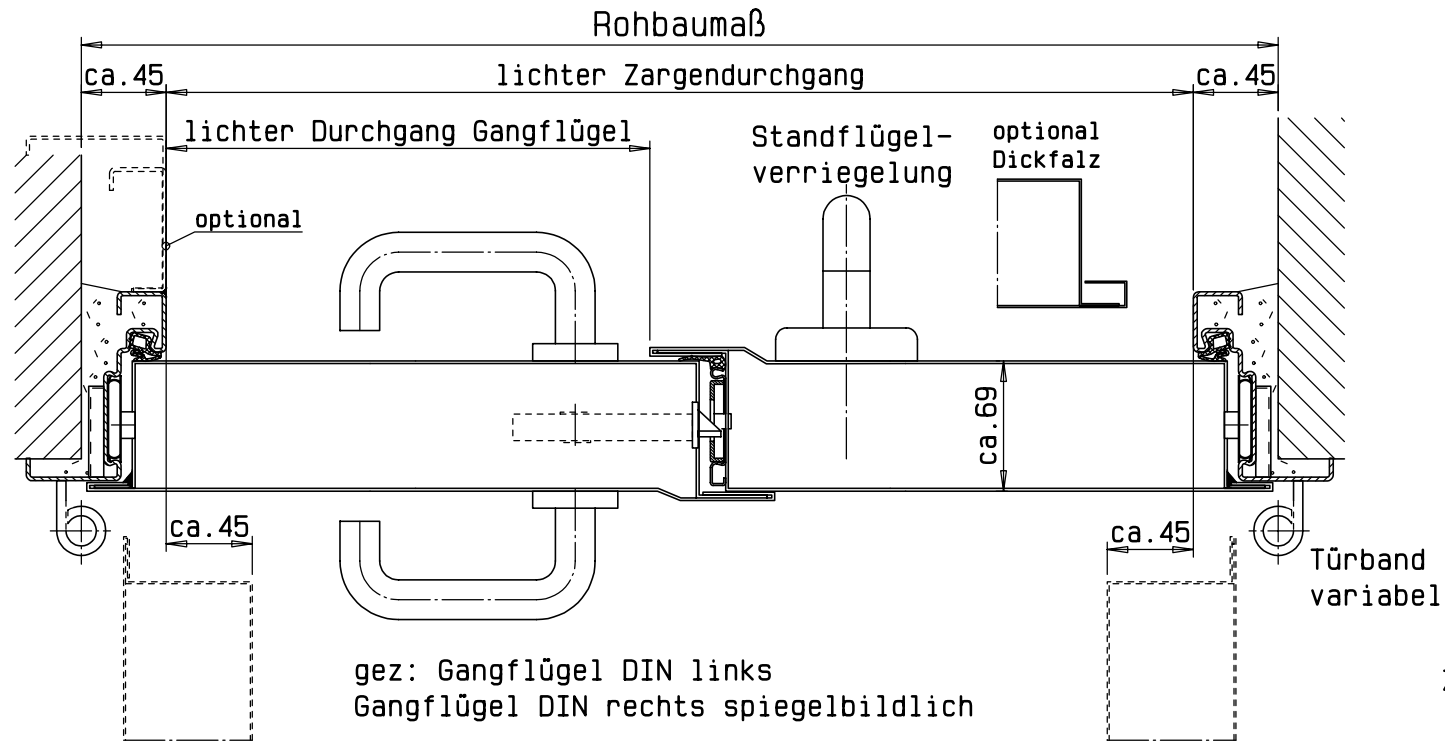 Rohbaumaß
ca.45
lichter Zargendurchgang
ca.45
lichter Durchgang Gangflügel
Standflügel-
verriegelung
optional
Dickfalz
optional
ca.69
ca.45
ca.45
Türband
variabel
gez: Gangflügel DIN links
Gangflügel DIN rechts spiegelbildlich